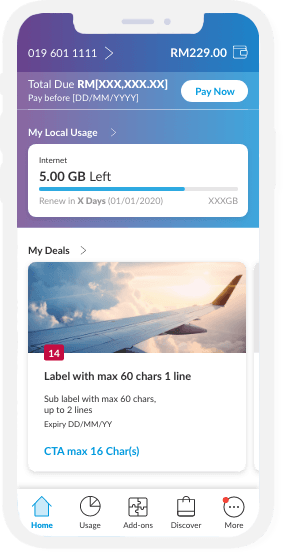 019 601 1111
RM229.00
Total Due RM[XXX,XXX.XX]
Pay before [DD/MM/YYYY]
Pay Now
My Local Usage
Internet
5.00 GB Left
Renew in X Days (01/01/2020)
XXXGB
My Deals
14
Label with max 60 chars 1 line
Sub label with max 60 chars,
up to 2 lines
Expiry DD/MM/YY
CTA max 16 Char(s)
Home
Usage
Add-ons
Discover
More